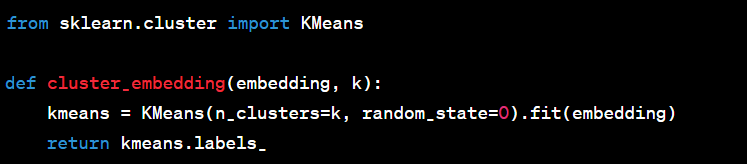 from sklearn.cluster import KMeans
def cluster_embedding(embedding, k):
    kmeans = KMeans(n_clusters=k, random_state=0).fit(embedding)
    return kmeans.labels_